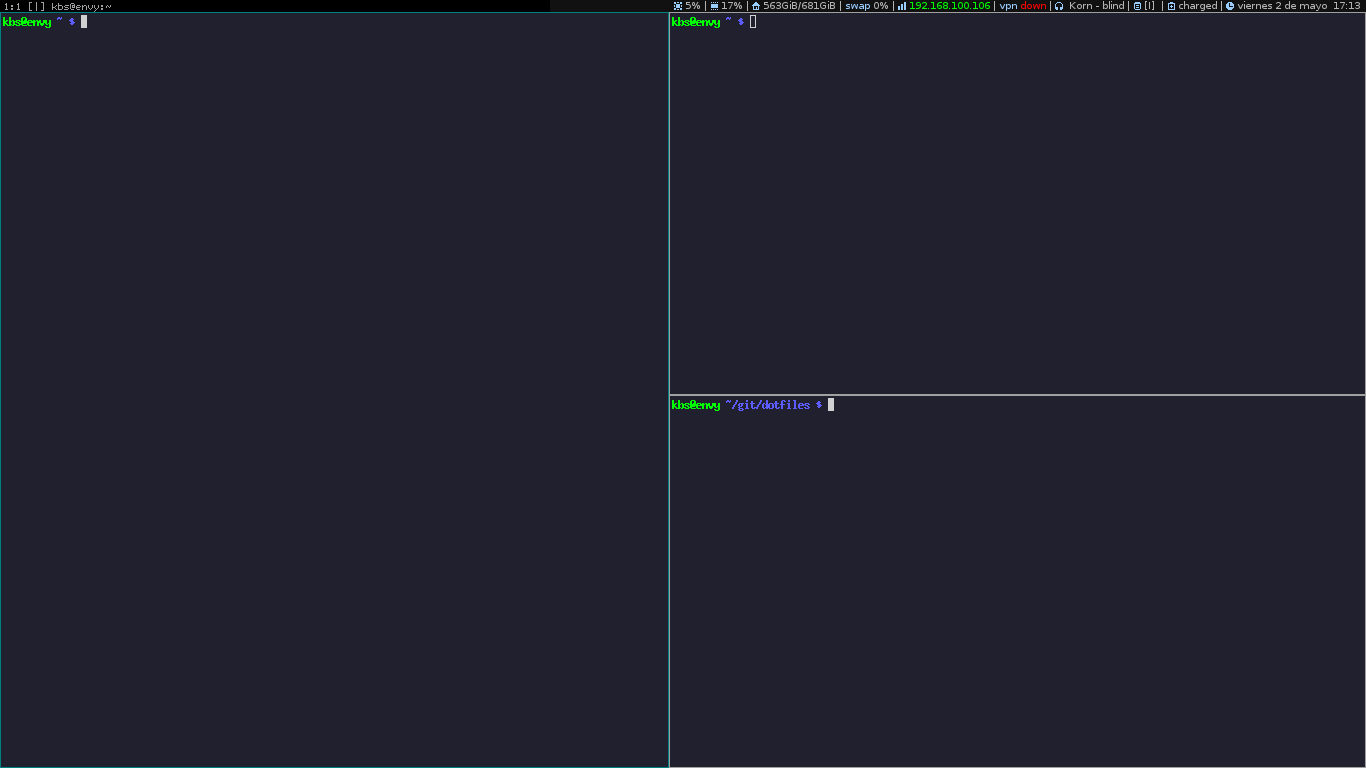 1:1 [|] kbs@envy:~
5% | 17% | 563GiB/681GiB | swap 0% | 192.168.100.106 | vpn down | Korn - blind | [!] | charged | viernes 2 de mayo 17:13
kbs@envy ~ $
kbs@envy ~ $
kbs@envy ~/git/dotfiles $